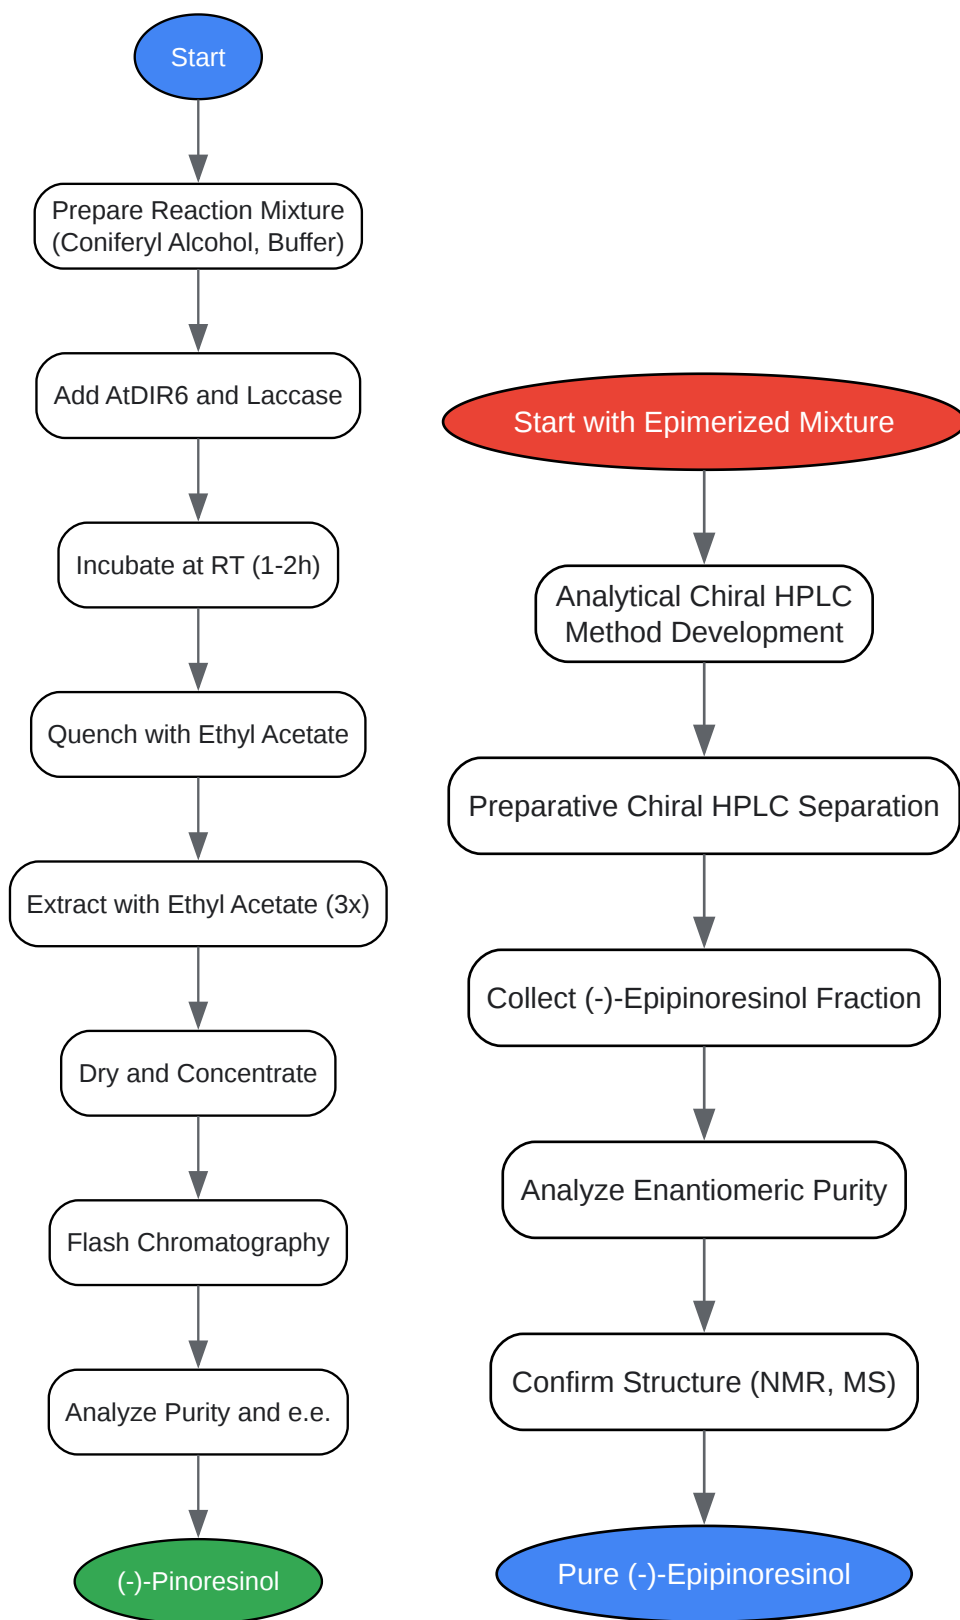 Start
Prepare Reaction Mixture
(Coniferyl Alcohol, Buffer)
Add AtDIR6 and Laccase
Incubate at RT (1-2h)
Quench with Ethyl Acetate
Extract with Ethyl Acetate (3x)
Dry and Concentrate
Flash Chromatography
Analyze Purity and e.e.
(-)-Pinoresinol
Start with Epimerized Mixture
Analytical Chiral HPLC
Method Development
Preparative Chiral HPLC Separation
Collect (-)-Epipinoresinol Fraction
Analyze Enantiomeric Purity
Confirm Structure (NMR, MS)
Pure (-)-Epipinoresinol